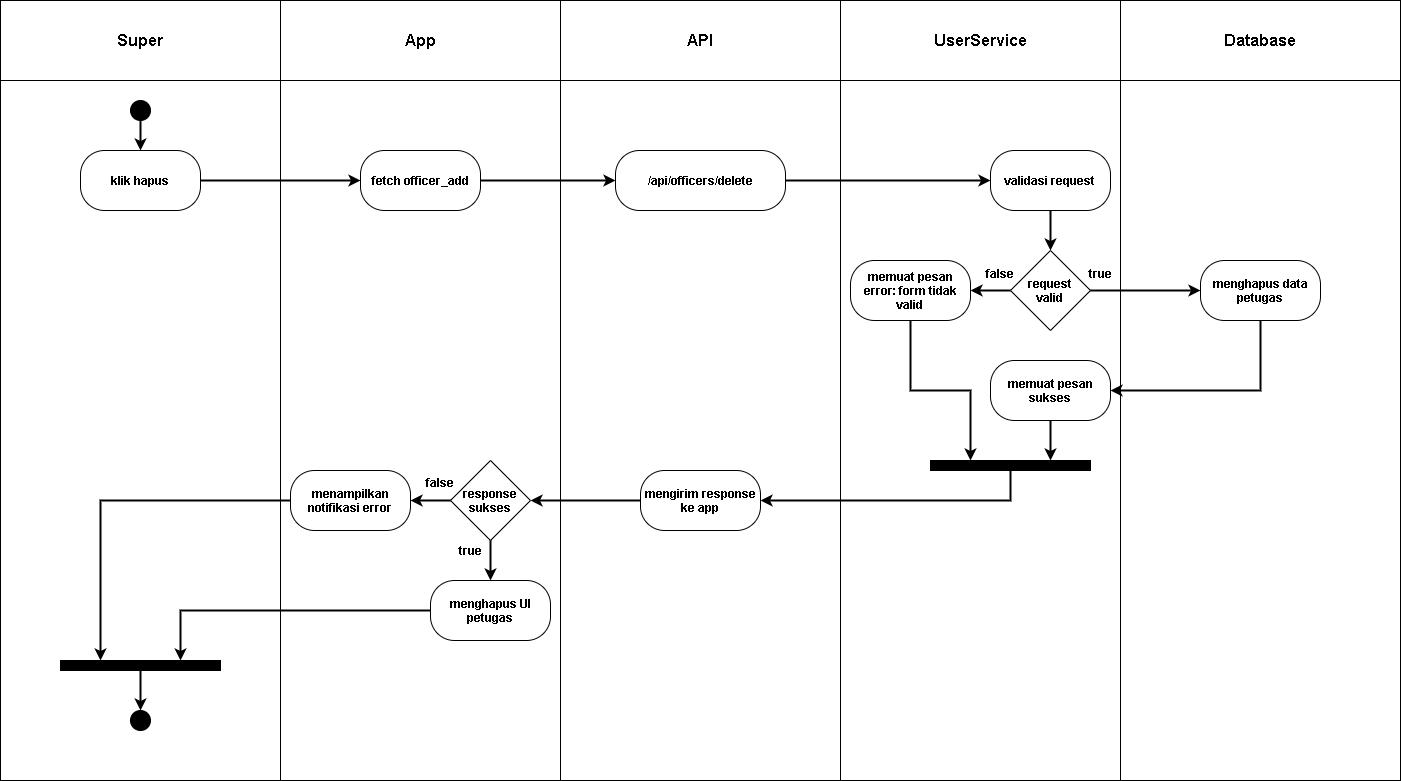 Super
App
API
UserService
Database
klik hapus
fetch officer_add
/api/officers/delete
validasi request
memuat pesan
error: form tidak
valid
false
request
valid
true
menghapus data
petugas
memuat pesan
sukses
menampilkan
notifikasi error
false
response
sukses
mengirim response
ke app
true
menghapus UI
petugas